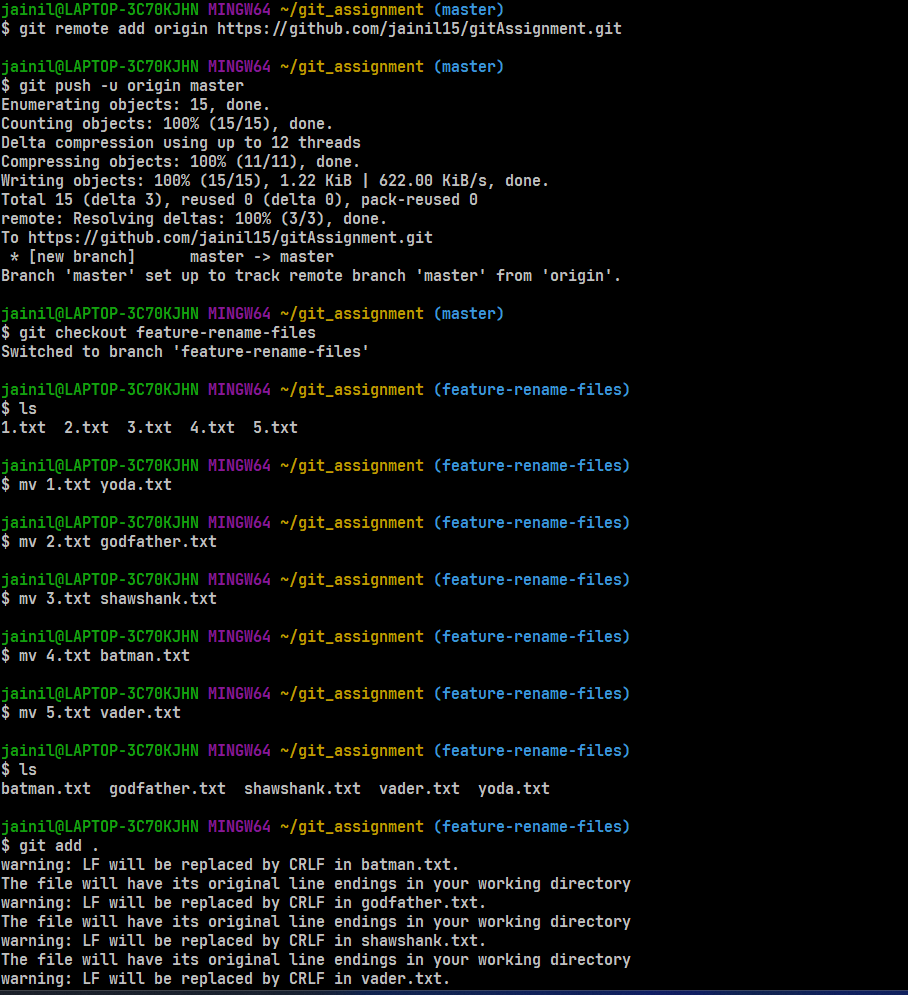 jainil@LAPTOP-3C70KJHN MINGW64 ~/git_assignment (master)
$ git remote add origin https://github.com/jainil15/gitAssignment.git
jainil@LAPTOP-3C70KJHN MINGW64 ~/git_assignment (master)
$ git push -u origin master
Enumerating objects: 15, done.
Counting objects: 100% (15/15), done.
Delta compression using up to 12 threads
Compressing objects: 100% (11/11), done.
Writing objects: 100% (15/15), 1.22 KiB | 622.00 KiB/s, done.
Total 15 (delta 3), reused 0 (delta 0), pack-reused 0
remote: Resolving deltas: 100% (3/3), done.
To https://github.com/jainil15/gitAssignment.git
 * [new branch]      master -> master
Branch 'master' set up to track remote branch 'master' from 'origin'.
jainil@LAPTOP-3C70KJHN MINGW64 ~/git_assignment (master)
$ git checkout feature-rename-files
Switched to branch 'feature-rename-files'
jainil@LAPTOP-3C70KJHN MINGW64 ~/git_assignment (feature-rename-files)
$ ls
1.txt  2.txt  3.txt  4.txt  5.txt
jainil@LAPTOP-3C70KJHN MINGW64 ~/git_assignment (feature-rename-files)
$ mv 1.txt yoda.txt
jainil@LAPTOP-3C70KJHN MINGW64 ~/git_assignment (feature-rename-files)
$ mv 2.txt godfather.txt
jainil@LAPTOP-3C70KJHN MINGW64 ~/git_assignment (feature-rename-files)
$ mv 3.txt shawshank.txt
jainil@LAPTOP-3C70KJHN MINGW64 ~/git_assignment (feature-rename-files)
$ mv 4.txt batman.txt
jainil@LAPTOP-3C70KJHN MINGW64 ~/git_assignment (feature-rename-files)
$ mv 5.txt vader.txt
jainil@LAPTOP-3C70KJHN MINGW64 ~/git_assignment (feature-rename-files)
$ ls
batman.txt  godfather.txt  shawshank.txt  vader.txt  yoda.txt
jainil@LAPTOP-3C70KJHN MINGW64 ~/git_assignment (feature-rename-files)
$ git add .
warning: LF will be replaced by CRLF in batman.txt.
The file will have its original line endings in your working directory
warning: LF will be replaced by CRLF in godfather.txt.
The file will have its original line endings in your working directory
warning: LF will be replaced by CRLF in shawshank.txt.
The file will have its original line endings in your working directory
warning: LF will be replaced by CRLF in vader.txt.